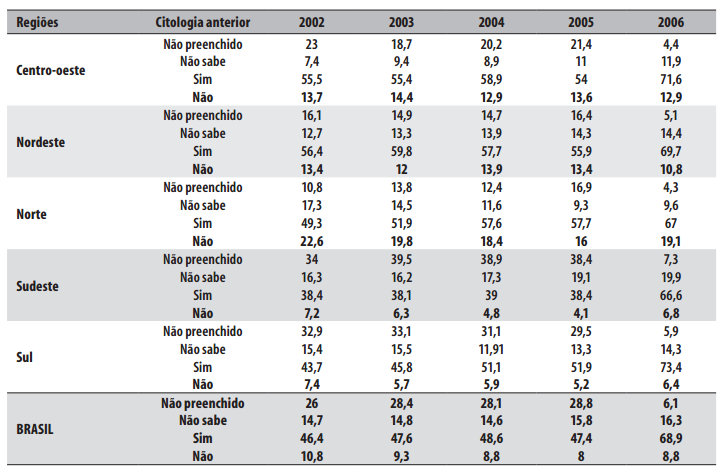 Regiões Citologia anterior 2002 2003 2004 2005 2006
Não preenchido 23 18,7 20,2 21,4 4,4
Não sabe 7,4 9,4 8,9 11 11,9
Centro-oeste
Sim 55,5 55,4 58,9 54 71,6
Não 13,7 14,4 12,9 13,6 12,9
Não preenchido 16,1 14,9 14,7 16,4 5,1
Não sabe 12,7 13,3 13,9 14,3 14,4
Nordeste
Sim 56,4 59,8 57,7 55,9 69,7
Não 13,4 12 13,9 13,4 10,8
Não preenchido 10,8 13,8 12,4 16,9 4,3
Não sabe 17,3 14,5 11,6 9,3 9,6
Norte
Sim 49,3 51,9 57,6 57,7 67
Não 22,6 19,8 18,4 16 19,1
Não preenchido 34 39,5 38,9 38,4 7,3
Não sabe 16,3 16,2 17,3 19,1 19,9
Sudeste
Sim 38,4 38,1 39 38,4 66,6
Não 7,2 6,3 4,8 4,1 6,8
Não preenchido 32,9 33,1 31,1 29,5 5,9
Não sabe 15,4 15,5 11,91 13,3 14,3
Sul
Sim 43,7 45,8 51,1 51,9 73,4
Não 7,4 5,7 5,9 5,2 6,4
Não preenchido 26 28,4 28,1 28,8 6,1
Não sabe 14,7 14,8 14,6 15,8 16,3
BRASIL
Sim 46,4 47,6 48,6 47,4 68,9
Não 10,8 9,3 8,8 8 8,8